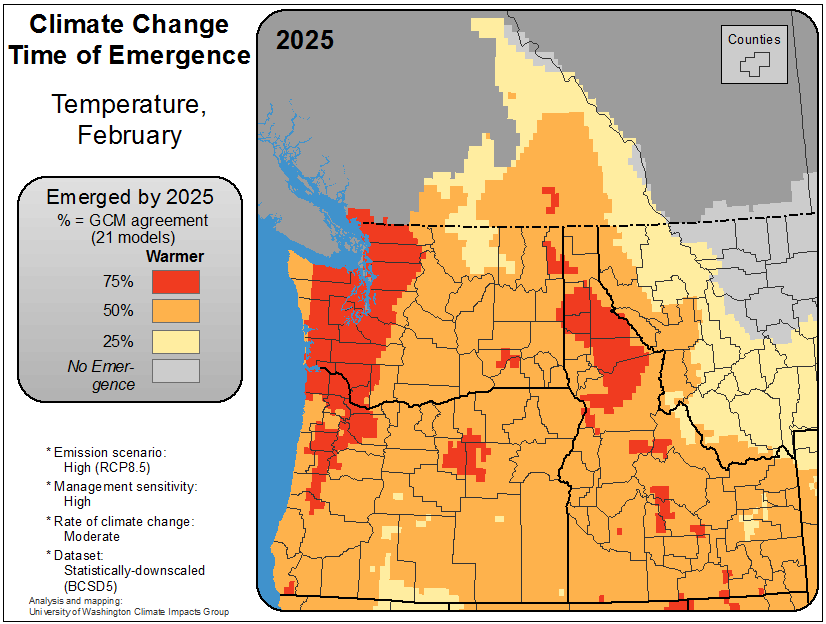 Climate Change
Time of Emergence
Temperature,
February
Emerged by 2025
% = GCM agreement
(21 models)
Warmer
75%
50%
25%
No Emer-
gence
* Emission scenario:
High (RCP8.5)
* Management sensitivity:
High
* Rate of climate change:
Moderate
* Dataset:
Statistically-downscaled
(BCSD5)
Analysis and mapping:
University of Washington Climate Impacts Group
2025
Counties